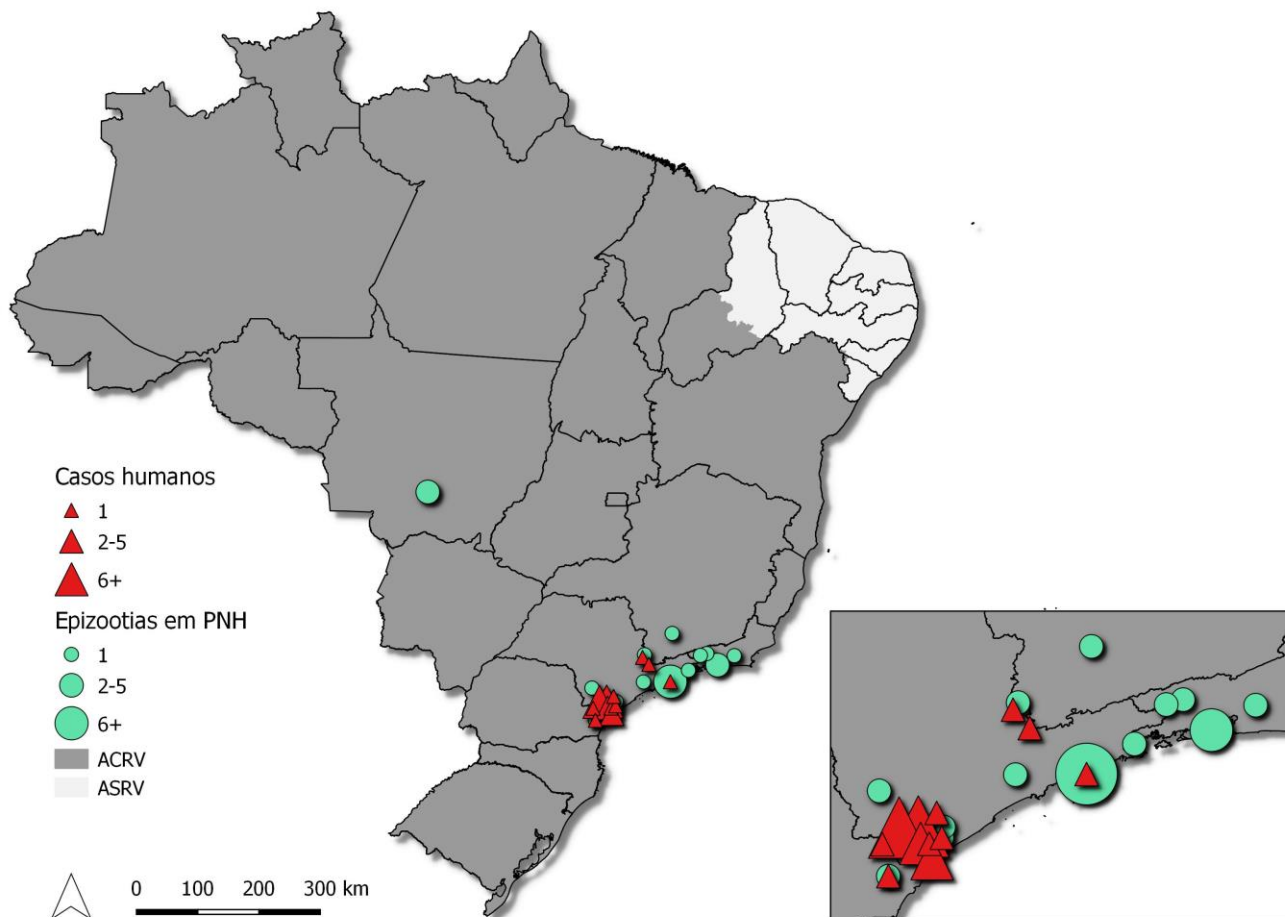 Casos humanos
1
2-5
6+
Epizootias em PNH
1
2-5
6+
ACRV
ASRV
0 100 200 300 km